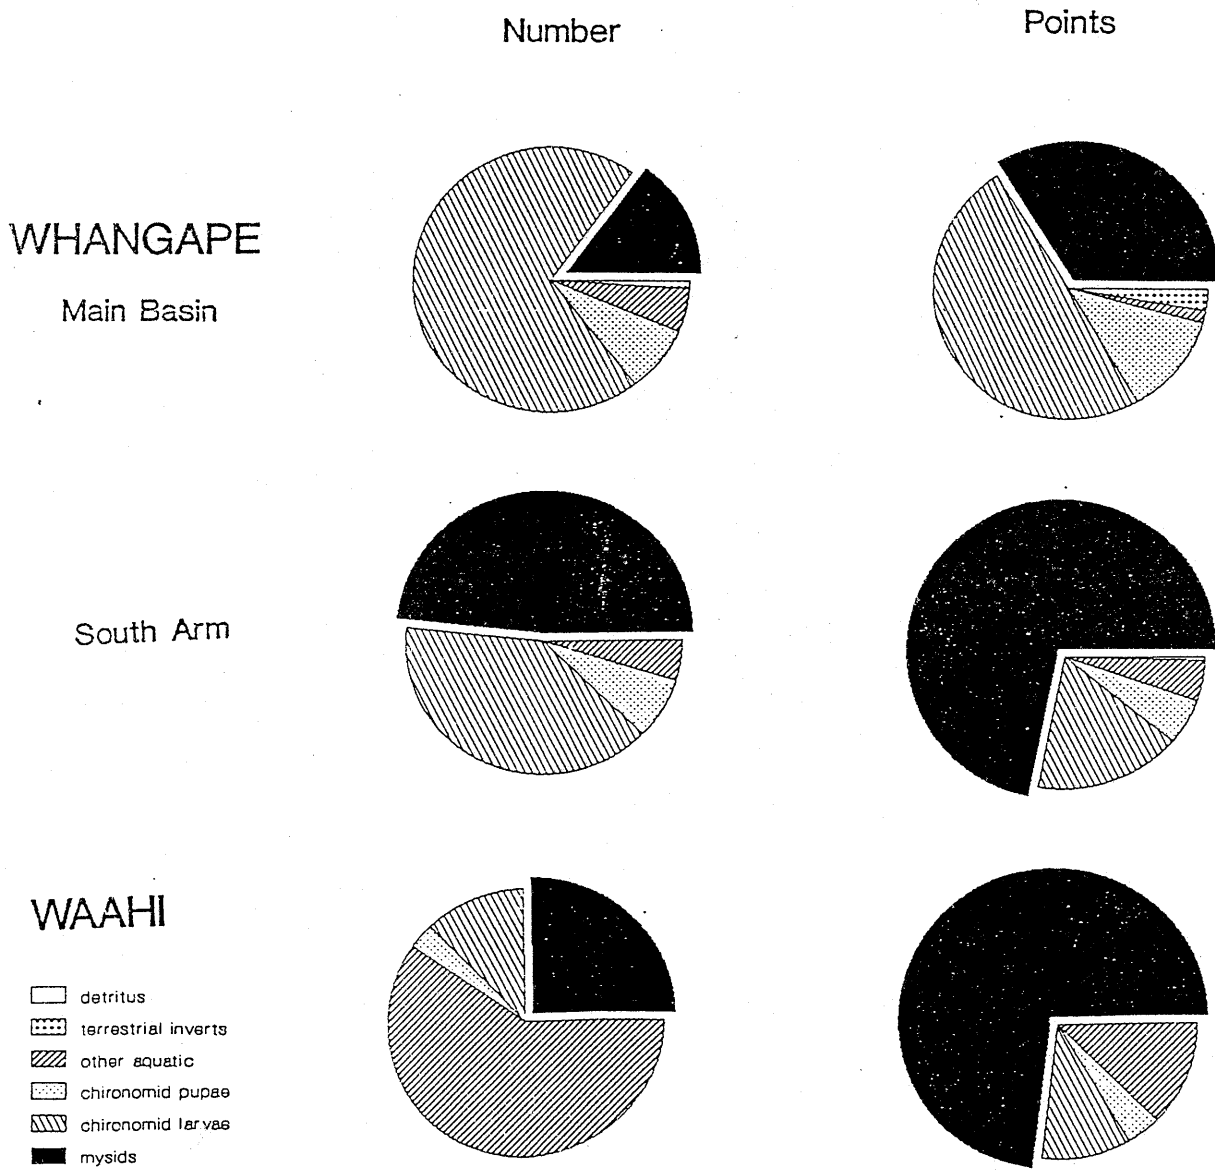 Number
Points
WHANGAPE
Main Basin
South Arm
WAAHI
detritus
terrestrial inverts
other aquatic
chironomid pupae
chironomid larvae
mysids